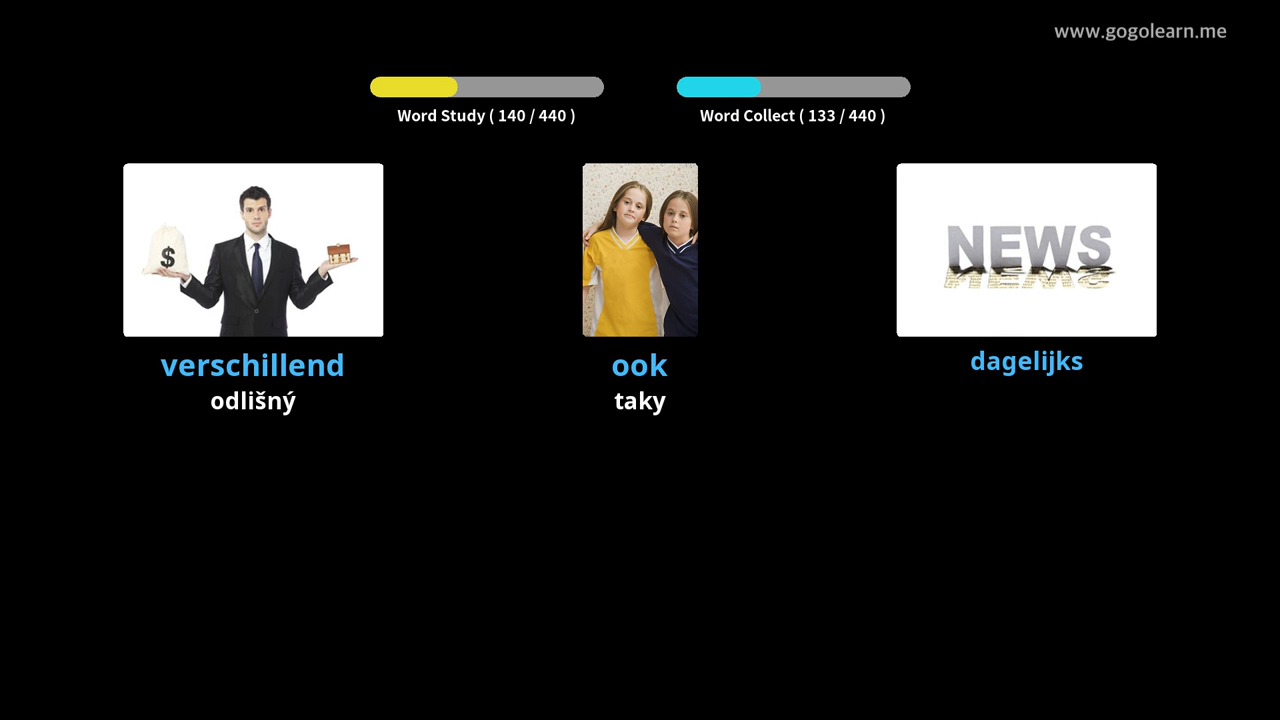 www.gogolearn.me
Word Study ( 140 / 440 )
Word Collect ( 133 / 440 )
$
NEWS
verschillend
odlišný
ook
taky
dagelijks